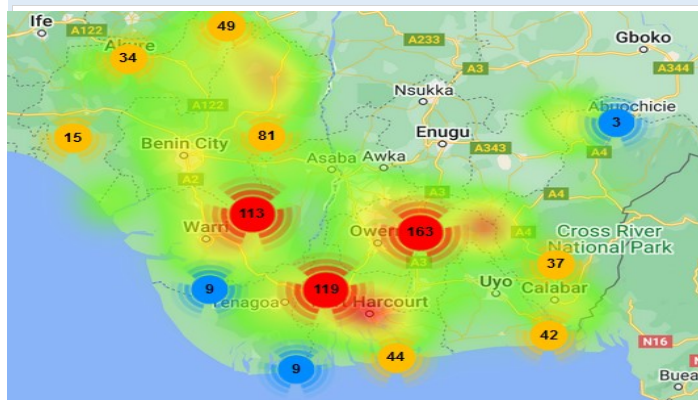 Ife
A122
49
A233
Gboko
Akure
34
A3
A344
Nsukka
A122
Abuochicie
3
15
81
Benin City
Enugu
A343
Asaba
Awka
A4
A2
A3
A4
113
163
Warri
Owerri
A4
Cross River
National Park
A3
37
9
119
Uyo
Calabar
Yenagoa
Harcourt
42
N16
44
9
Buea